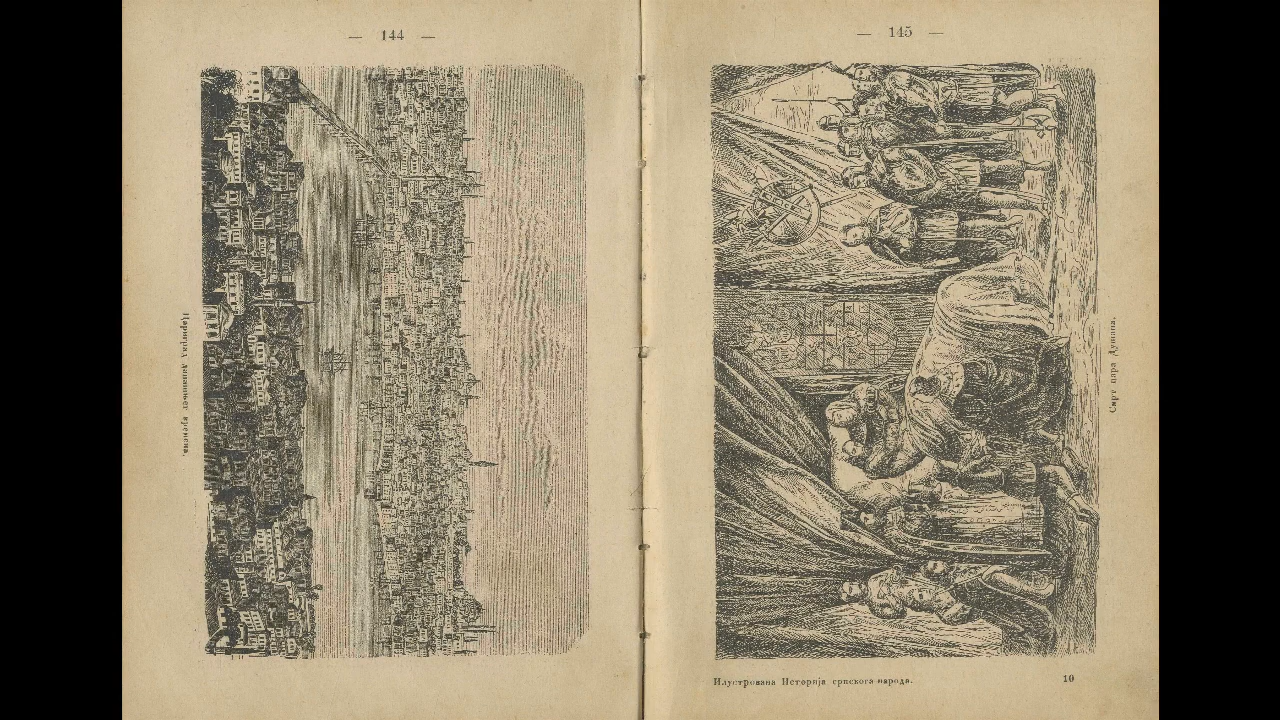 — 144 —
Цариград данашњег времена.
— 145 —
Смрт цара Душана.
Илустрована Историја српскога народа.
10